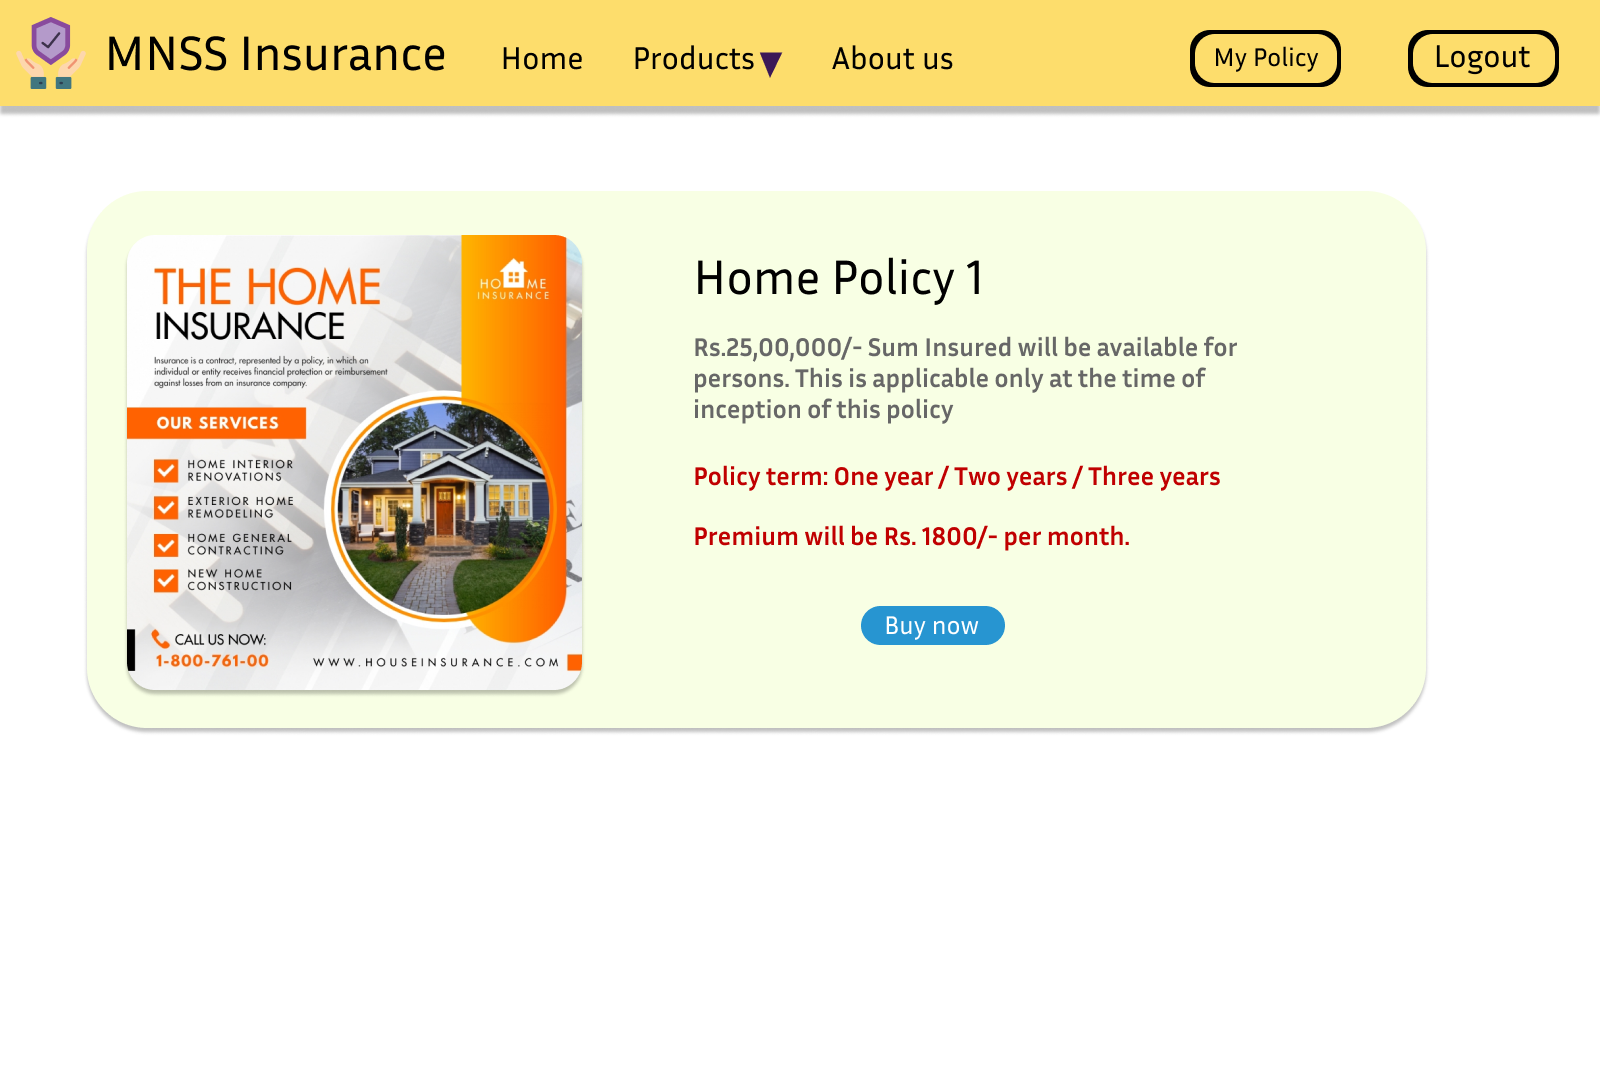 MNSS Insurance
Home
Products
About us
My Policy
Logout
THE HOME
INSURANCE
Insurance is a contract, represented by a policy, in which an
individual or entity receives financial protection or reimbursement
against losses from an insurance company.
HO ME
INSURANCE
OUR SERVICES
HOME INTERIOR
RENOVATIONS
EXTERIOR HOME
REMODELING
HOME GENERAL
CONTRACTING
NEW HOME
CONSTRUCTION
CALL US NOW:
1-800-761-00
WWW.HOUSEINSURANCE.COM
Home Policy 1
Rs.25,00,000/- Sum Insured will be available for
persons. This is applicable only at the time of
inception of this policy
Policy term: One year / Two years / Three years
Premium will be Rs. 1800/- per month.
Buy now